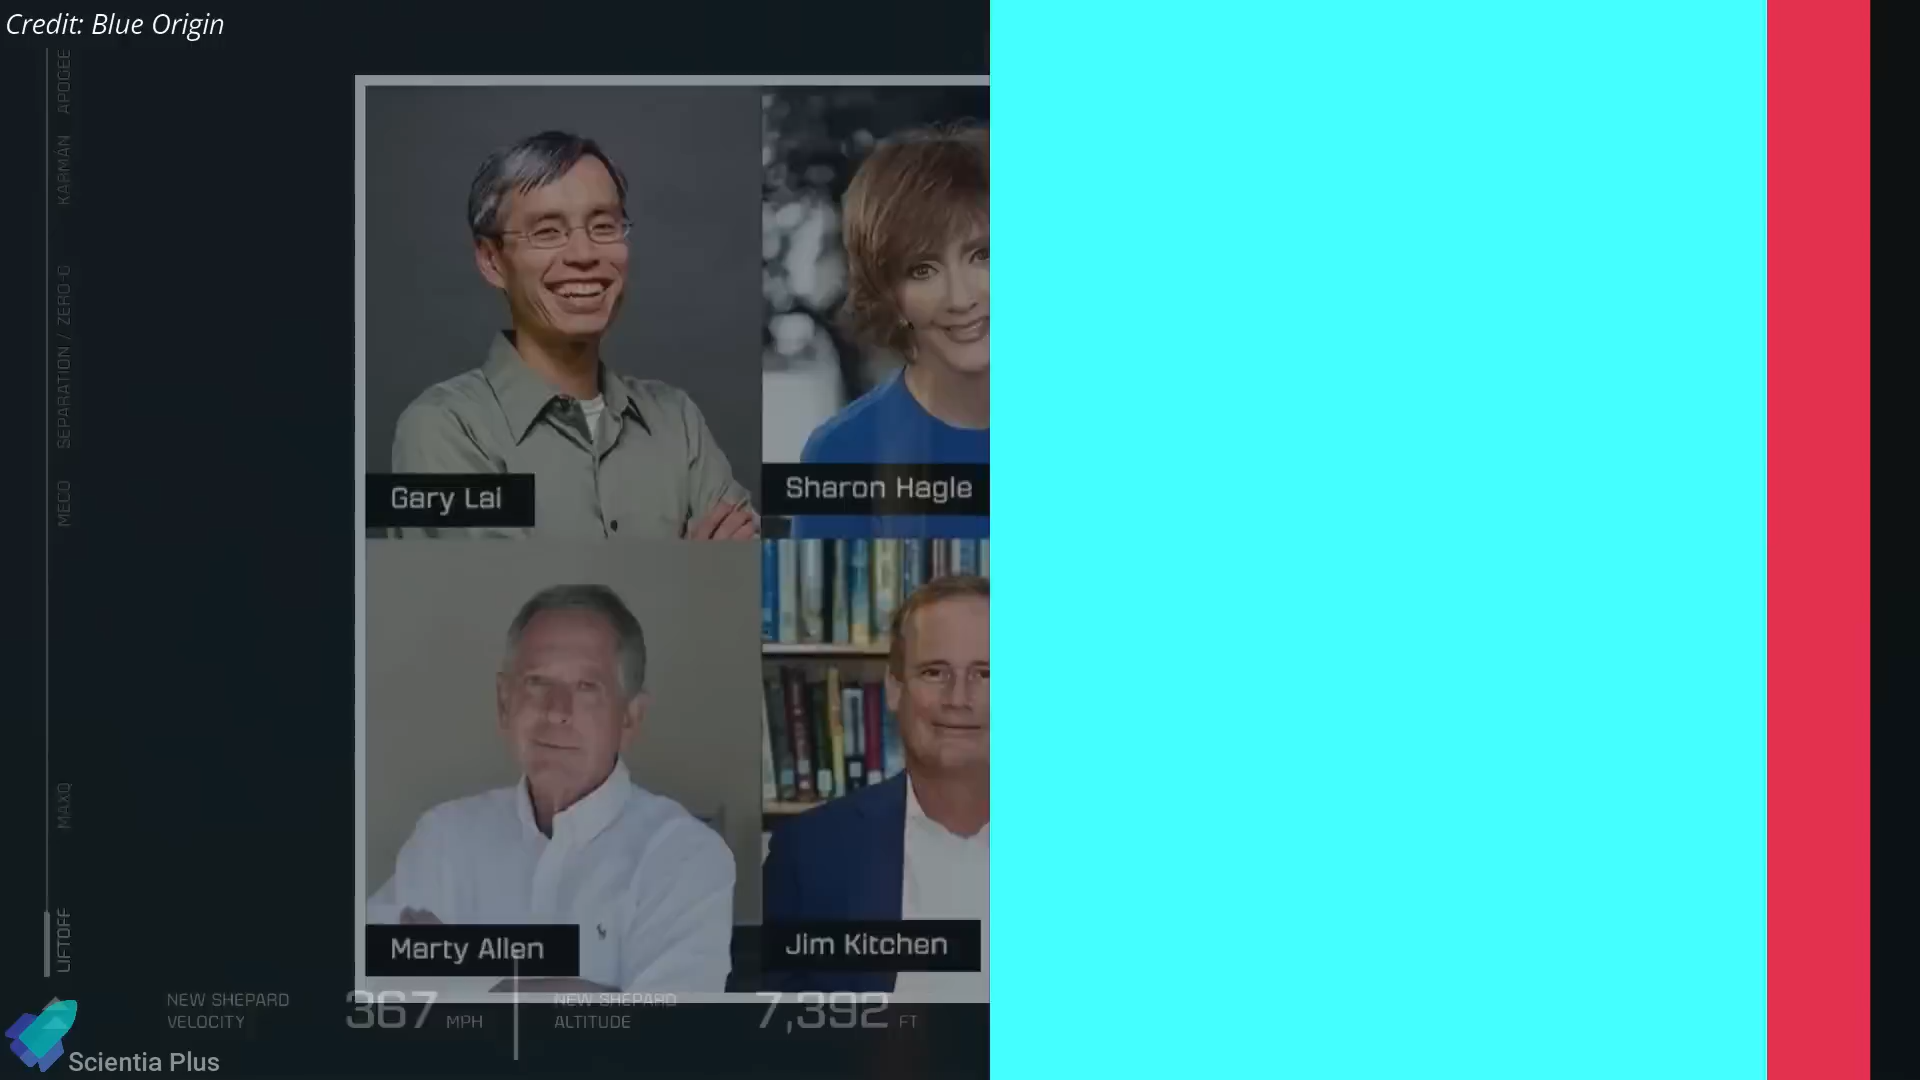 Credit: Blue Origin
APOGEE
KÁRMÁN
SEPARATION / ZERO-G
MECO
MAXQ
LIFTOFF
Gary Lai
Sharon Hagle
Marty Allen
Jim Kitchen
NEW SHEPARD
VELOCITY
367 MPH
NEW SHEPARD
ALTITUDE
7,392 FT
Scientia Plus